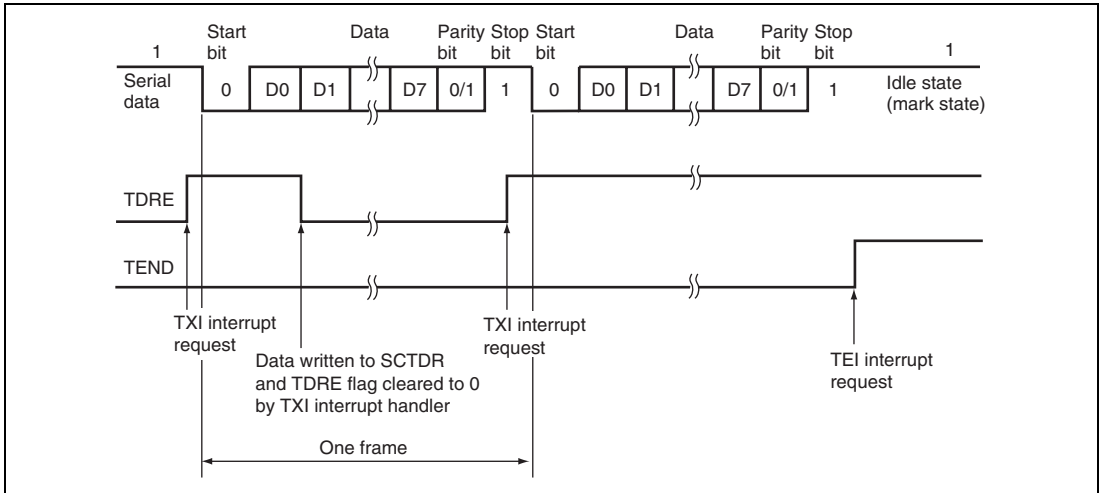 Start
bit
Data
Parity
bit
Stop
bit
Start
bit
Data
Parity
bit
Stop
bit
1
1
Serial
data
0 D0 D1 D7 0/1 1 0 D0 D1 D7 0/1 1
Idle state
(mark state)
TDRE
TEND
TXI interrupt
request
Data written to SCTDR
and TDRE flag cleared to 0
by TXI interrupt handler
TXI interrupt
request
TEI interrupt
request
One frame